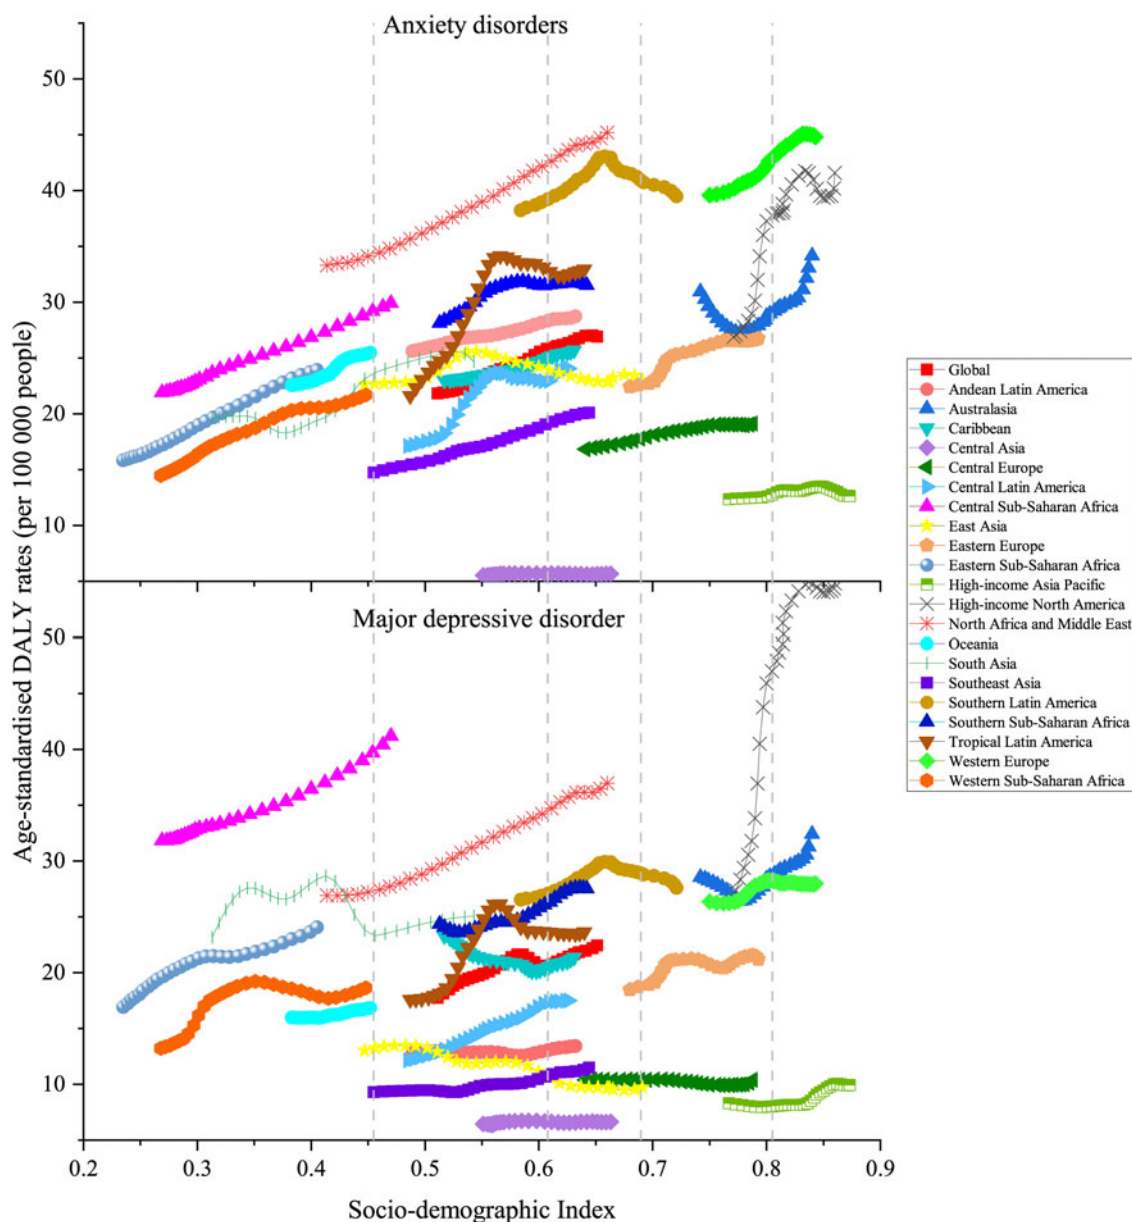 Anxiety disorders
50
40
30
20
10
Major depressive disorder
50
40
30
20
10
0.2 0.3 0.4 0.5 0.6 0.7 0.8 0.9
Socio-demographic Index
Age-standardised DALY rates (per 100 000 people)
Global
Andean Latin America
Australasia
Caribbean
Central Asia
Central Europe
Central Latin America
Central Sub-Saharan Africa
East Asia
Eastern Europe
Eastern Sub-Saharan Africa
High-income Asia Pacific
High-income North America
North Africa and Middle East
Oceania
South Asia
Southeast Asia
Southern Latin America
Southern Sub-Saharan Africa
Tropical Latin America
Western Europe
Western Sub-Saharan Africa